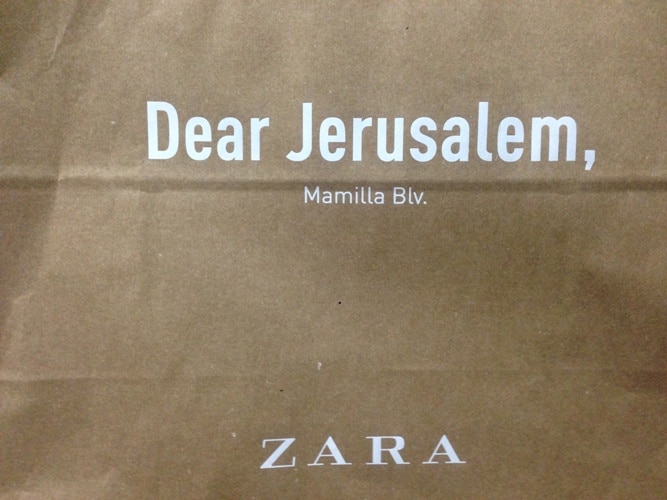 Dear Jerusalem,
Mamilla Blv.
ZARA